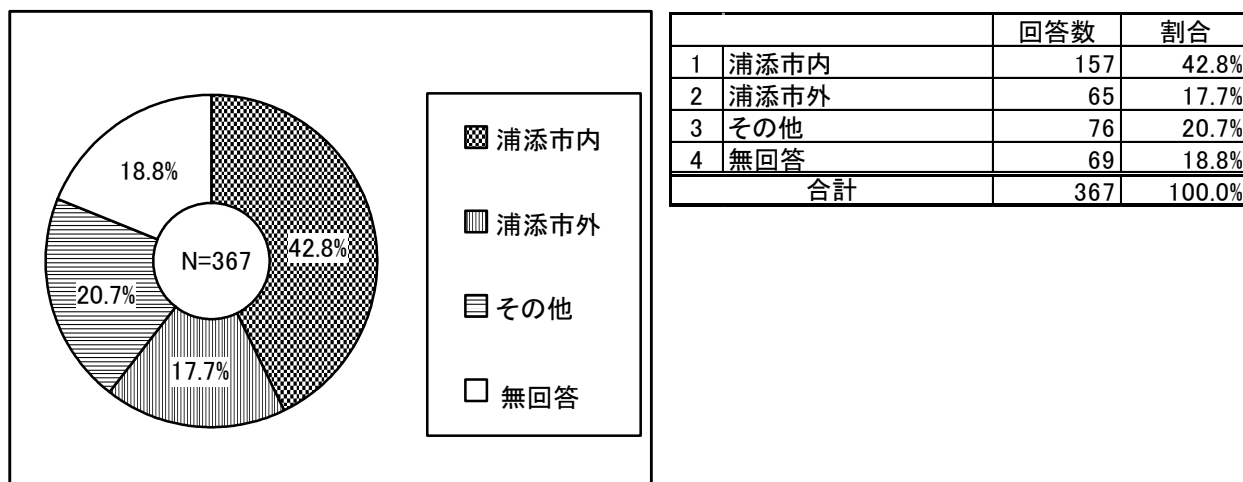 18.8%
42.8%
N=367
20.7%
17.7%
浦添市内
浦添市外
その他
無回答
回答数 割合
1 浦添市内 157 42.8%
2 浦添市外 65 17.7%
3 その他 76 20.7%
4 無回答 69 18.8%
合計 367 100.0%